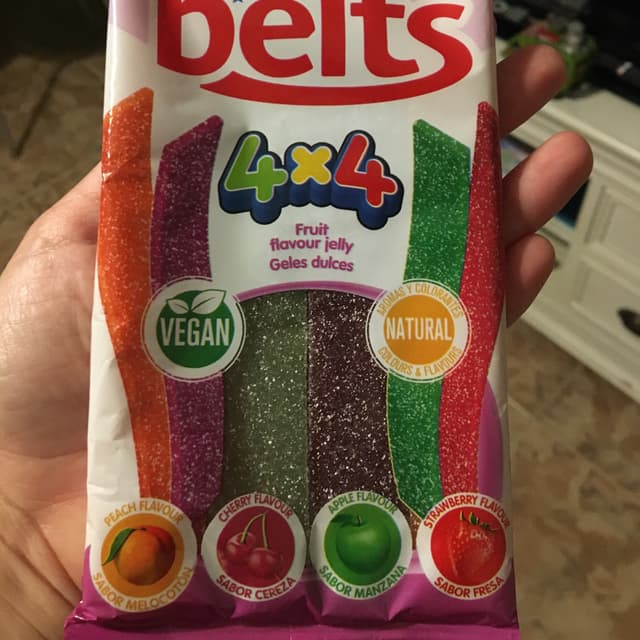 belts
4x4
Fruit
flavour jelly
Geles dulces
VEGAN
AROMAS Y COLORANTES
NATURAL
COLOURS & FLAVOURS
PEACH FLAVOUR
SABOR MELOCOTÓN
CHERRY FLAVOUR
SABOR CEREZA
APPLE FLAVOUR
SABOR MANZANA
STRAWBERRY FLAVOUR
SABOR FRESA